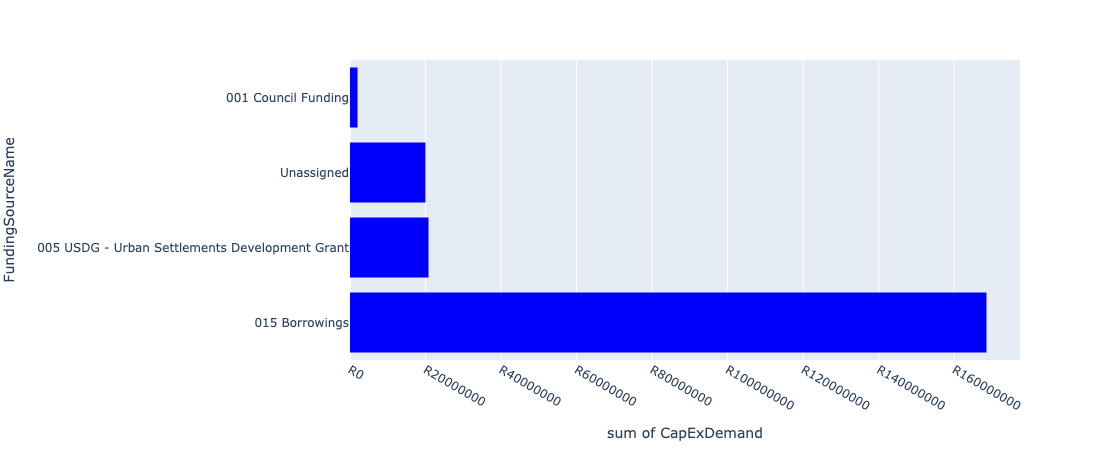 FundingSourceName
001 Council Funding
Unassigned
005 USDG - Urban Settlements Development Grant
015 Borrowings
R0
R20000000
R40000000
R60000000
R80000000
R100000000
R120000000
R140000000
R160000000
sum of CapExDemand